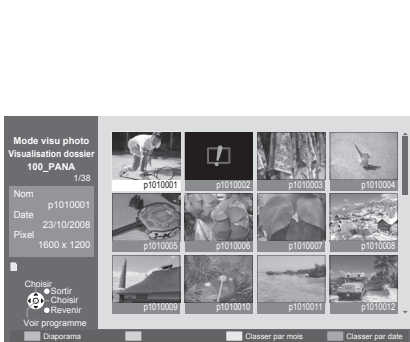 Mode visu photo
Visualisation dossier
100_PANA
1/38
Nom
p1010001
Date
23/10/2008
Pixel
1600 x 1200
Choisir
Sortir
Choisir
Revenir
Voir programme
p1010001 p1010002 p1010003 p1010004
p1010005 p1010006 p1010007 p1010008
p1010009 p1010010 p1010011 p1010012
Diaporama Classer par mois Classer par date